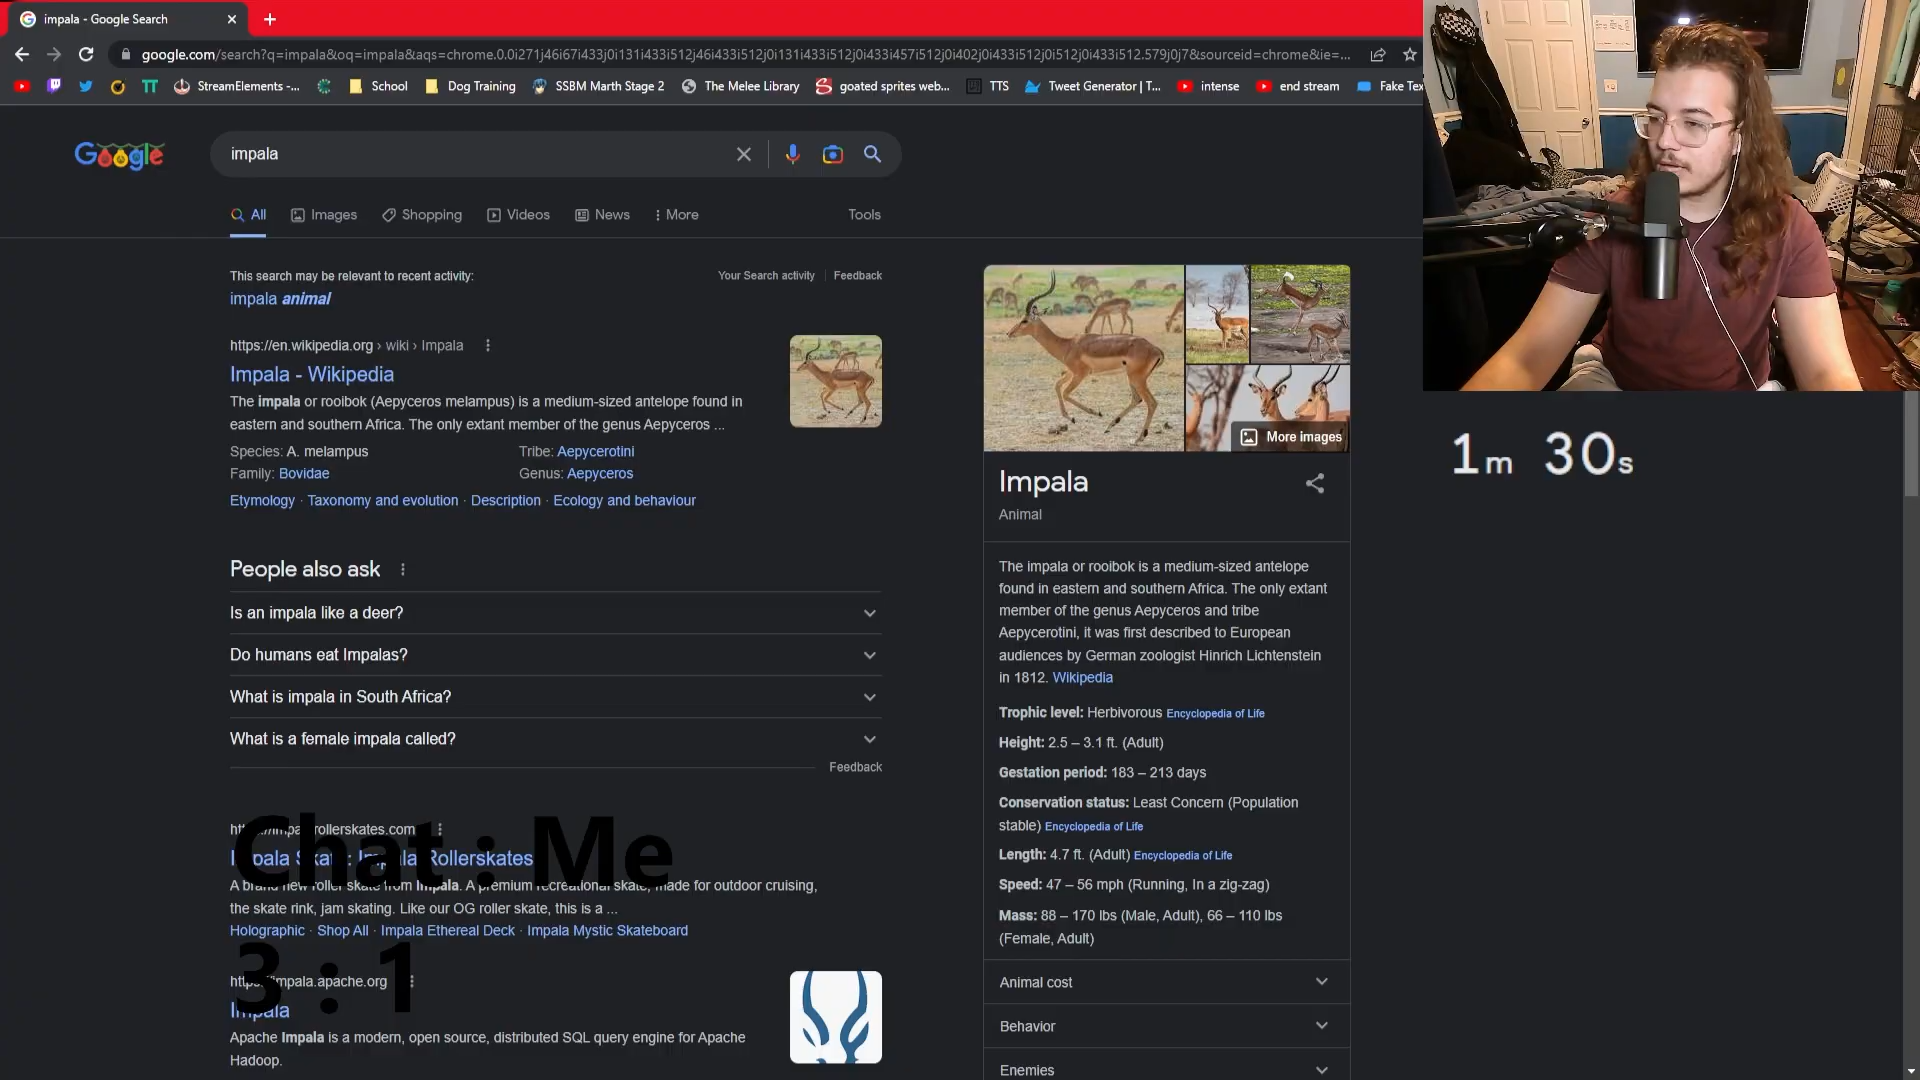 impala - Google Search
google.com/search?q=impala&oq=impala&aqs=chrome.0.0i271j46i67i433j0i131i433i512j46i433i512j0i131i433i512j0i433i457i512j0i402j0i433i512j0i512j0i433i512.579j0j7&sourceid=chrome&ie=...
StreamElements -... School Dog Training SSBM Marth Stage 2 The Melee Library goated sprites web... TTS Tweet Generator | T... intense end stream Fake Tex
Google
impala
All Images Shopping Videos News More Tools
This search may be relevant to recent activity: Your Search activity Feedback
impala animal
https://en.wikipedia.org › wiki › Impala
Impala - Wikipedia
The impala or rooibok (Aepyceros melampus) is a medium-sized antelope found in
eastern and southern Africa. The only extant member of the genus Aepyceros ...
Species: A. melampus Tribe: Aepycerotini
Family: Bovidae Genus: Aepyceros
Etymology · Taxonomy and evolution · Description · Ecology and behaviour
People also ask
Is an impala like a deer?
Do humans eat Impalas?
What is impala in South Africa?
What is a female impala called?
Feedback
Chat : Me
Impala Rollerskates
A brand new roller skate from Impala. A premium recreational skate, made for outdoor cruising,
the skate rink, jam skating. Like our OG roller skate, this is a ...
Holographic · Shop All · Impala Ethereal Deck · Impala Mystic Skateboard
3 : 1
impala.apache.org
Impala
Apache Impala is a modern, open source, distributed SQL query engine for Apache
Hadoop.
More images
Impala
Animal
The impala or rooibok is a medium-sized antelope
found in eastern and southern Africa. The only extant
member of the genus Aepyceros and tribe
Aepycerotini, it was first described to European
audiences by German zoologist Hinrich Lichtenstein
in 1812. Wikipedia
Trophic level: Herbivorous Encyclopedia of Life
Height: 2.5 – 3.1 ft. (Adult)
Gestation period: 183 – 213 days
Conservation status: Least Concern (Population
stable) Encyclopedia of Life
Length: 4.7 ft. (Adult) Encyclopedia of Life
Speed: 47 – 56 mph (Running, In a zig-zag)
Mass: 88 – 170 lbs (Male, Adult), 66 – 110 lbs
(Female, Adult)
Animal cost
Behavior
Enemies
1m 30s